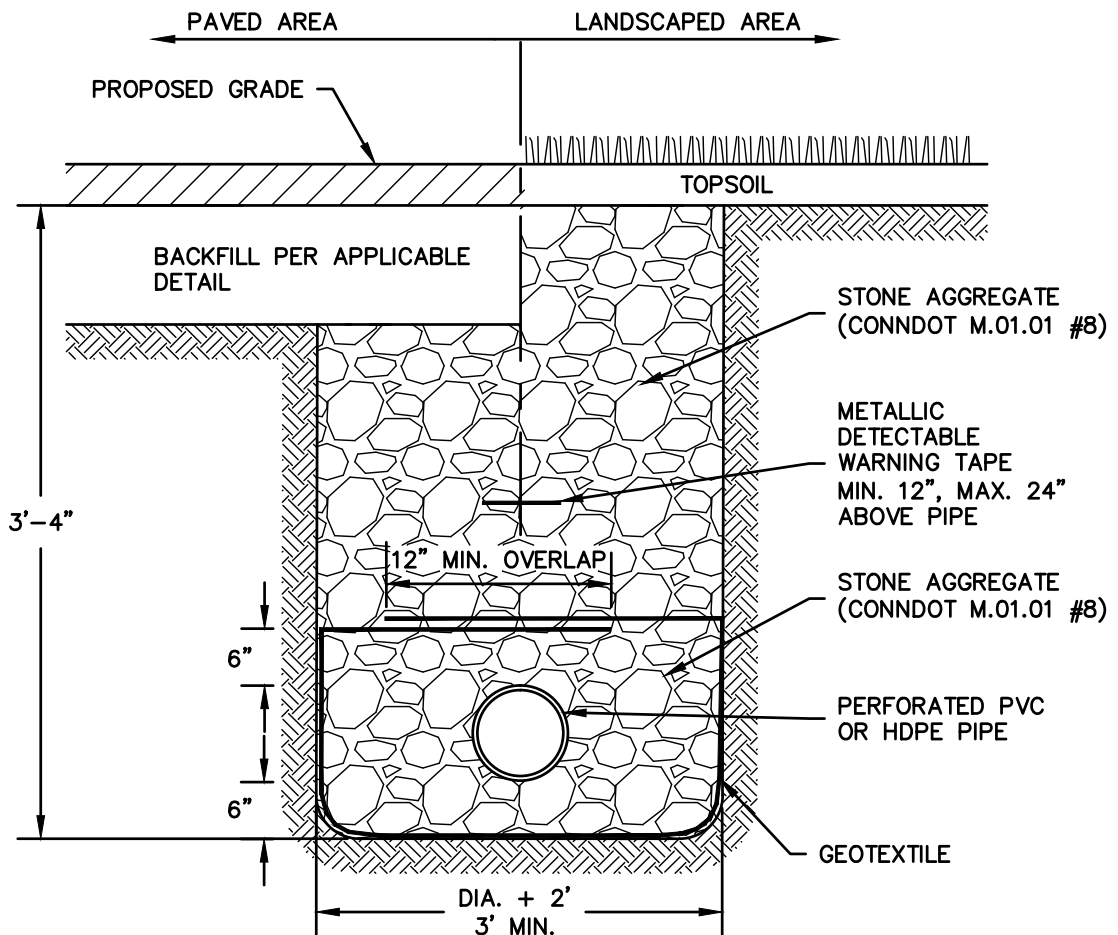 PAVED AREA
LANDSCAPED AREA
PROPOSED GRADE
TOPSOIL
BACKFILL PER APPLICABLE
DETAIL
STONE AGGREGATE
(CONNDOT M.01.01 #8)
METALLIC
DETECTABLE
WARNING TAPE
MIN. 12", MAX. 24"
ABOVE PIPE
3'-4"
12" MIN. OVERLAP
STONE AGGREGATE
(CONNDOT M.01.01 #8)
6"
PERFORATED PVC
OR HDPE PIPE
6"
GEOTEXTILE
DIA. + 2'
3' MIN.